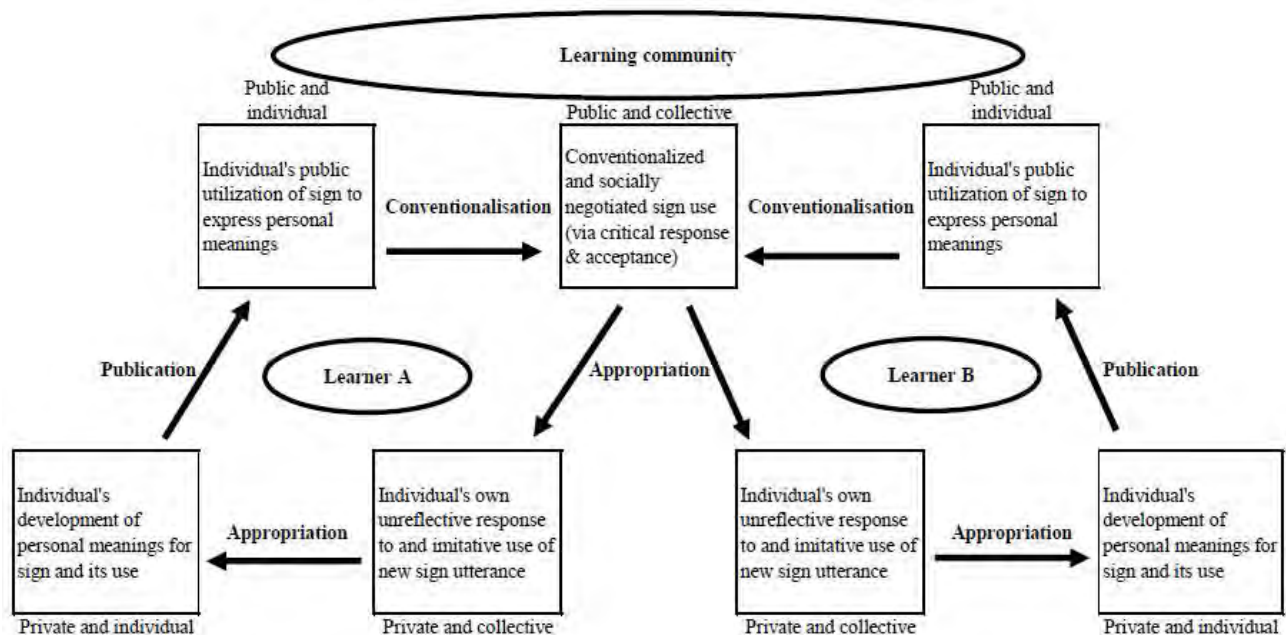 Learning community
Public and
individual
Public and collective
Public and
individual
Individual's public
utilization of sign to
express personal
meanings
Conventionalisation
Conventionalized
and socially
negotiated sign use
(via critical response
& acceptance)
Conventionalisation
Individual's public
utilization of sign to
express personal
meanings
Publication
Learner A
Appropriation
Learner B
Publication
Individual's
development of
personal meanings for
sign and its use
Appropriation
Individual's own
unreflective response
to and imitative use of
new sign utterance
Individual's own
unreflective response
to and imitative use of
new sign utterance
Appropriation
Individual's
development of
personal meanings for
sign and its use
Private and individual
Private and collective
Private and collective
Private and individual